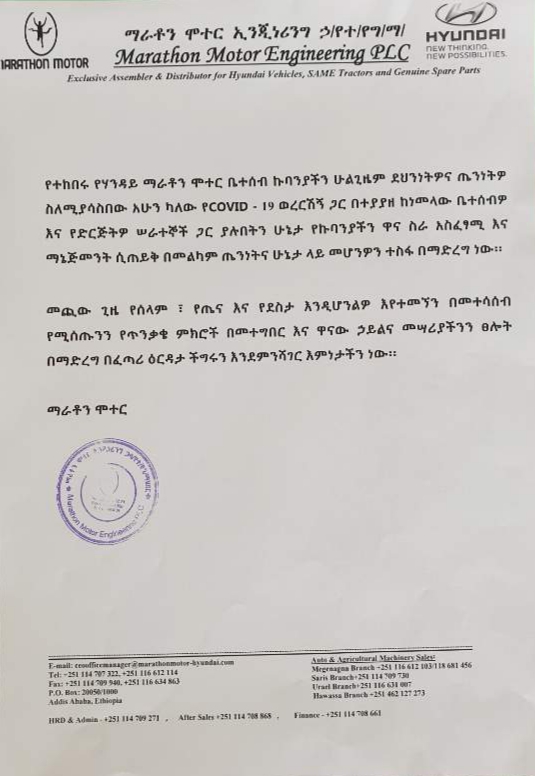 ማራቶን ሞተር ኢንጂነሪንግ ኃ/የተ/የግ/ማ/
Marathon Motor Engineering PLC
MARATHON MOTOR
HYUNDAI
NEW THINKING.
NEW POSSIBILITIES.
Exclusive Assembler & Distributor for Hyundai Vehicles, SAME Tractors and Genuine Spare Parts
የተከበሩ የሃንዳይ ማራቶን ሞተር ቤተሰብ ኩባንያችን ሁልጊዜም ደህንነትዎና ጤንነትዎ
ስለሚያሳስበው አሁን ካለው የCOVID - 19 ወረርሽኝ ጋር በተያያዘ ከነመላው ቤተሰብዎ
እና የድርጅትዎ ሠራተኞች ጋር ያሉበትን ሁኔታ የኩባንያችን ዋና ስራ አስፈፃሚ እና
ማኔጅመንት ሲጠይቅ በመልካም ጤንነትና ሁኔታ ላይ መሆንዎን ተስፋ በማድረግ ነው።
መጪው ጊዜ የሰላም ፣ የጤና እና የደስታ እንዲሆንልዎ እየተመኘን በመተሳሰብ
የሚሰጡንን የጥንቃቄ ምክሮች በመተግበር እና ዋናው ኃይልና መሣሪያችንን ፀሎት
በማድረግ በፈጣሪ ዕርዳታ ችግሩን እንደምንሻገር እምነታችን ነው።
ማራቶን ሞተር
Marathon Motor Engineering PLC
E-mail: ceoofficemanager@marathonmotor-hyundai.com
Tel: +251 114 707 322, +251 116 612 114
Fax: +251 114 709 940, +251 116 634 863
P.O. Box: 20050/1000
Addis Ababa, Ethiopia
Auto & Agricultural Machinery Sales:
Megenagna Branch +251 116 612 103/118 681 456
Saris Branch+251 114 709 730
Urael Branch+251 116 631 007
Hawassa Branch +251 462 127 273
HRD & Admin - +251 114 709 271 , After Sales +251 114 708 868 , Finance - +251 114 708 661